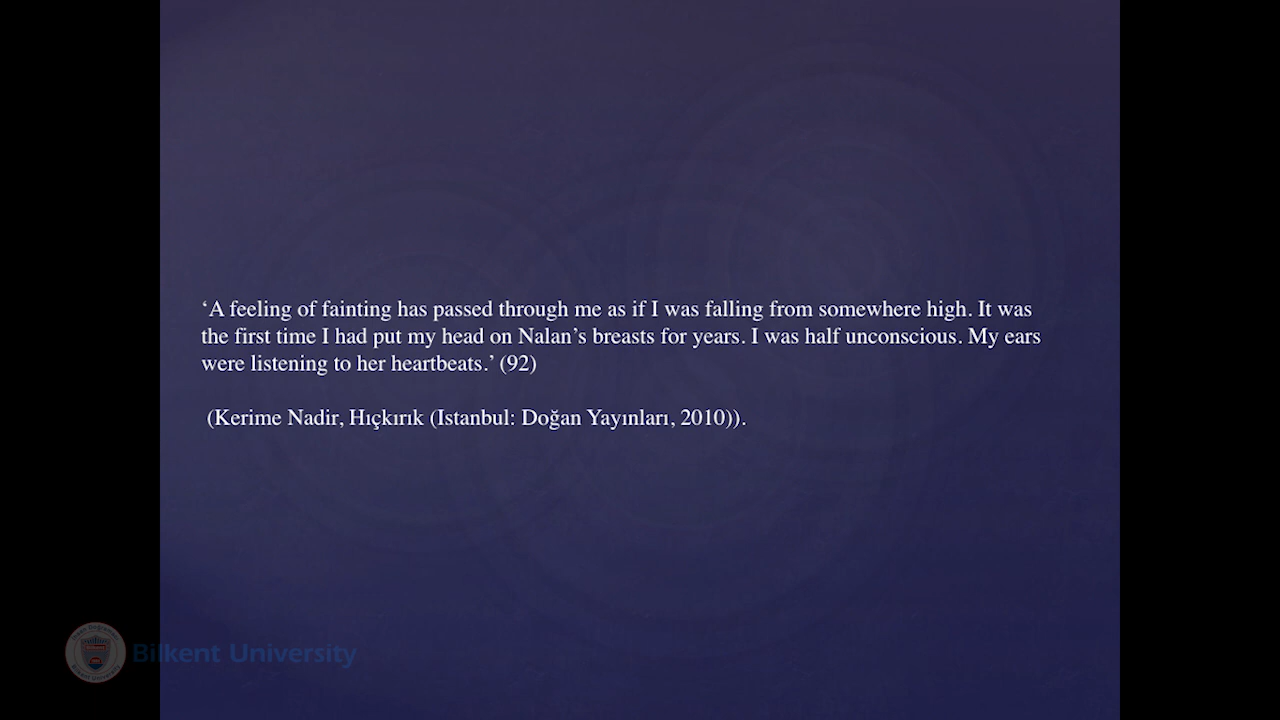 ‘A feeling of fainting has passed through me as if I was falling from somewhere high. It was
the first time I had put my head on Nalan’s breasts for years. I was half unconscious. My ears
were listening to her heartbeats.’ (92)
(Kerime Nadir, Hıçkırık (Istanbul: Doğan Yayınları, 2010)).
Bilkent University